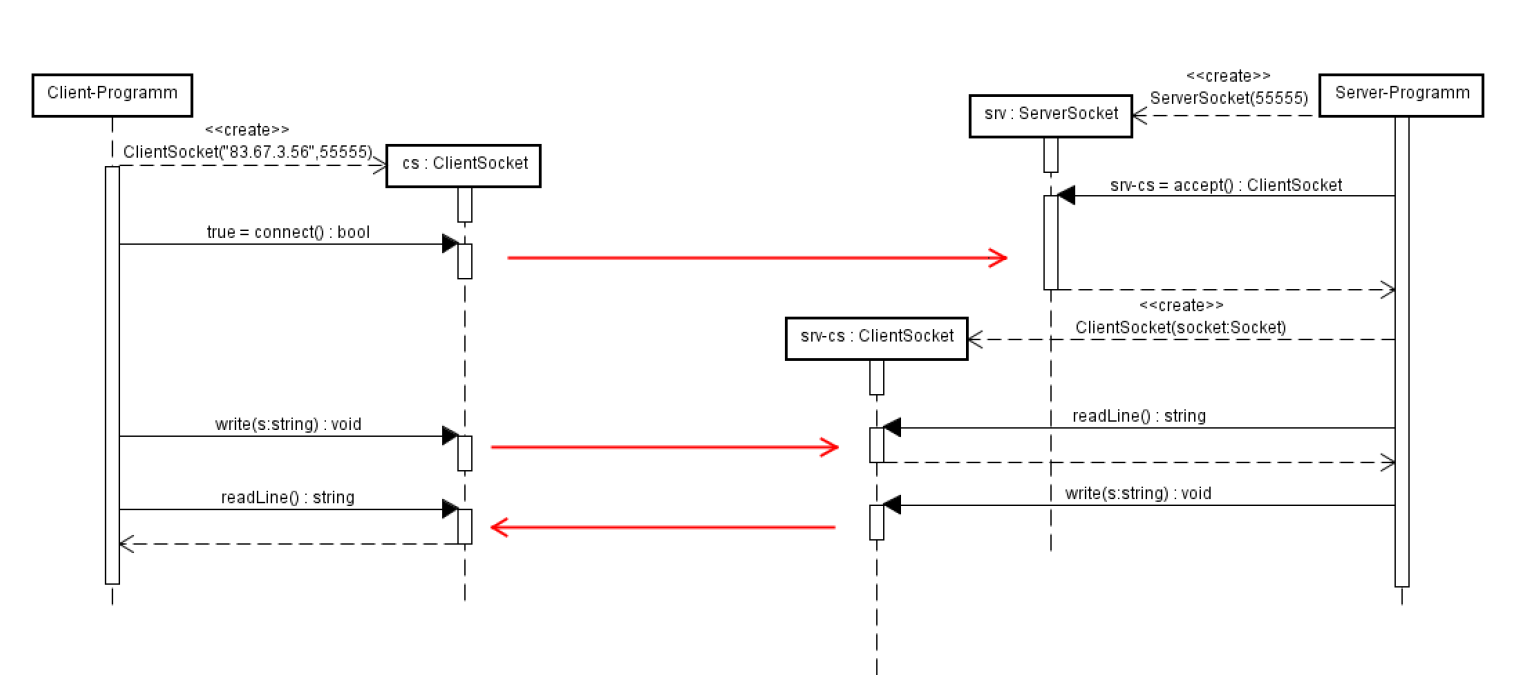 <<create>>
Client-Programm
srv : ServerSocket
ServerSocket(55555)
Server-Programm
<<create>>
ClientSocket("83.67.3.56",55555)
cs : ClientSocket
srv-cs = accept() : ClientSocket
true = connect() : bool
<<create>>
ClientSocket(socket:Socket)
srv-cs : ClientSocket
write(s:string) : void
readLine() : string
readLine() : string
write(s:string) : void